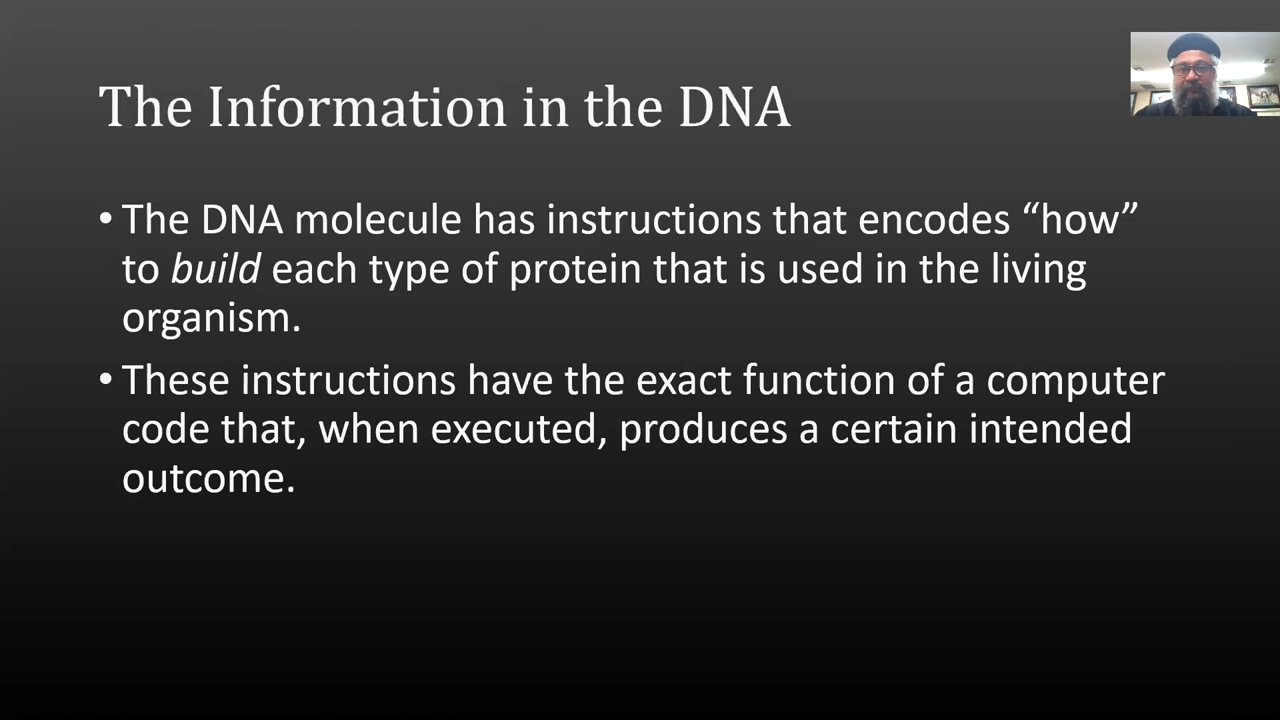 The Information in the DNA
• The DNA molecule has instructions that encodes “how”
to build each type of protein that is used in the living
organism.
• These instructions have the exact function of a computer
code that, when executed, produces a certain intended
outcome.